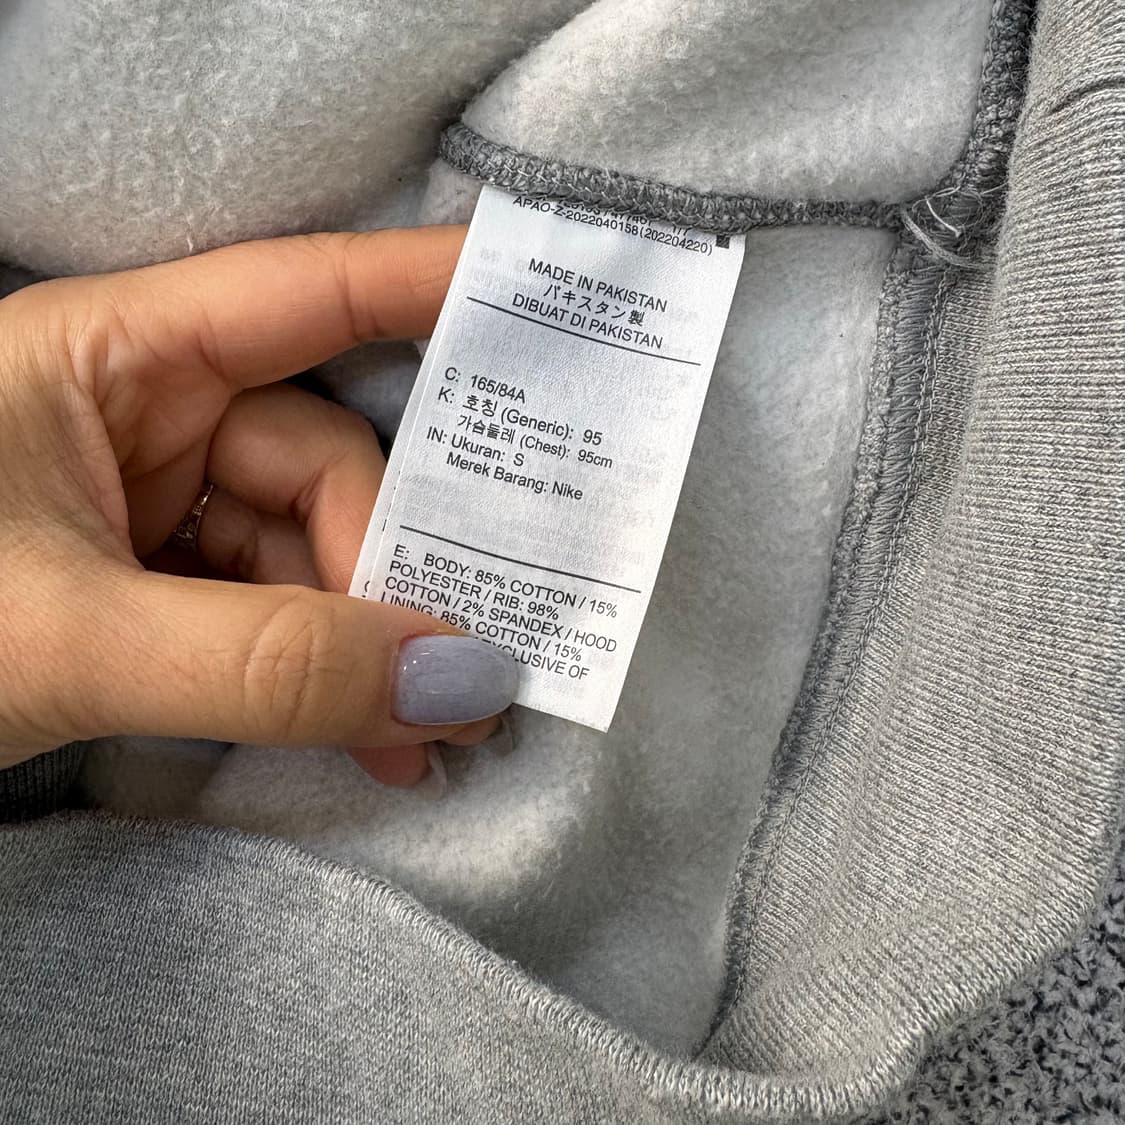 APAO-Z-2022040158(202204220)
MADE IN PAKISTAN
パキスタン製
DIBUAT DI PAKISTAN
C: 165/84A
K: 호칭 (Generic): 95
가슴둘레 (Chest): 95cm
IN: Ukuran: S
Merek Barang: Nike
E: BODY: 85% COTTON / 15%
POLYESTER / RIB: 98%
COTTON / 2% SPANDEX / HOOD
LINING: 85% COTTON / 15%
EXCLUSIVE OF